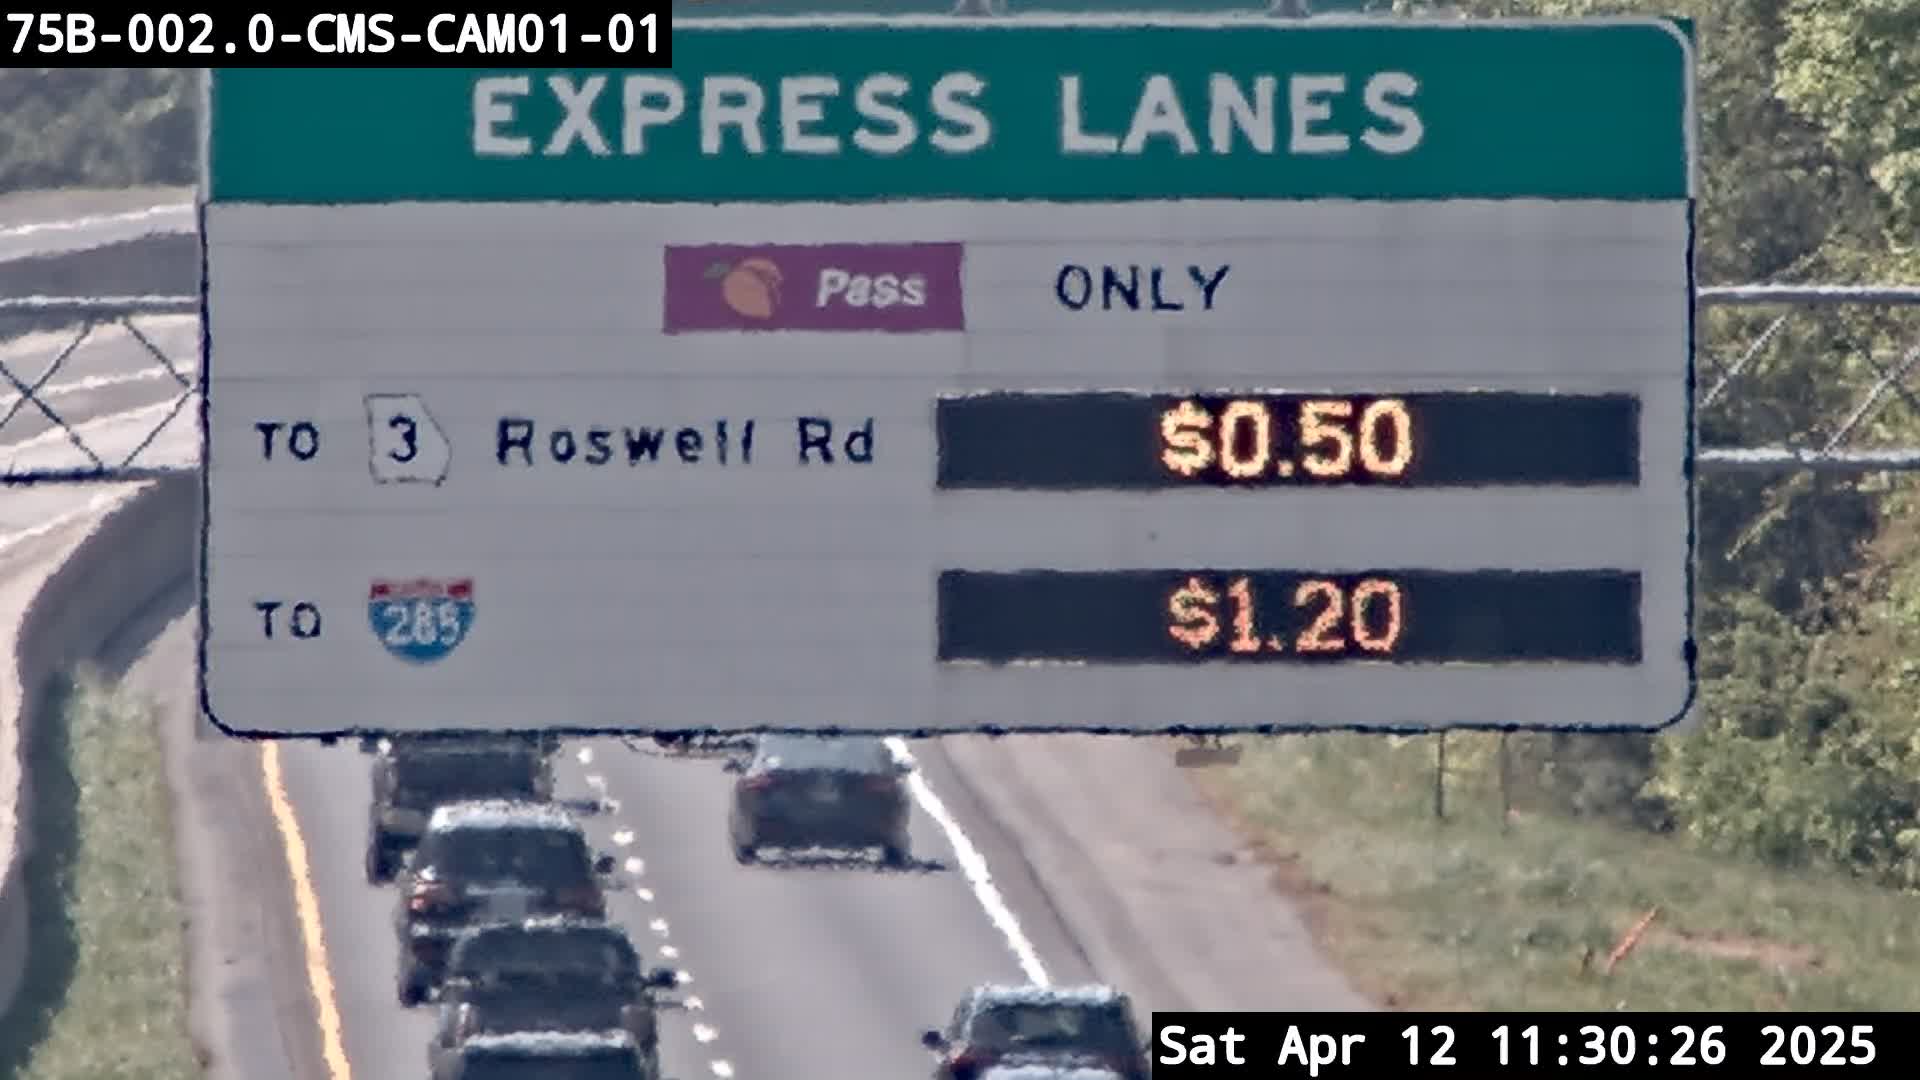 75B-002.0-CMS-CAM01-01
EXPRESS LANES
Pass ONLY
TO 3 Roswell Rd $0.50
TO 285 $1.20
Sat Apr 12 11:30:26 2025